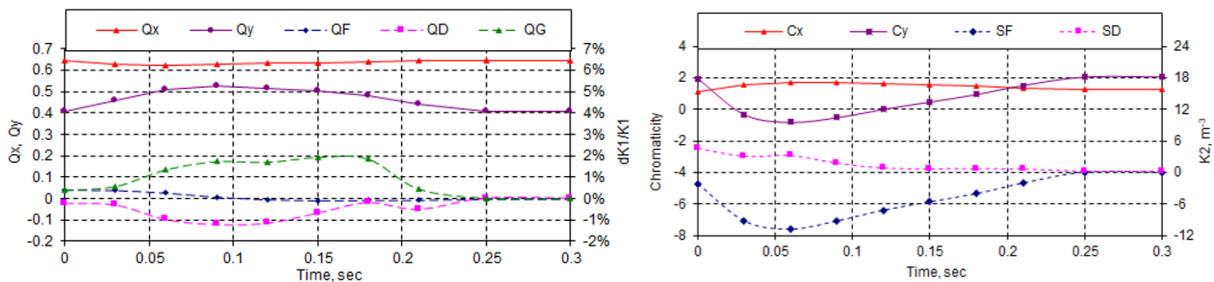 Qx Qy QF QD QG
0.7 7%
0.6 6%
0.5 5%
0.4 4%
0.3 3%
0.2 2%
0.1 1%
0 0%
-0.1 -1%
-0.2 -2%
0 0.05 0.1 0.15 0.2 0.25 0.3
Time, sec
Qx, Qy
dK1/K1
Cx Cy SF SD
4 24
2 18
0 12
-2 6
-4 0
-6 -6
-8 -12
0 0.05 0.1 0.15 0.2 0.25 0.3
Time, sec
Chromaticity
K2, m⁻³